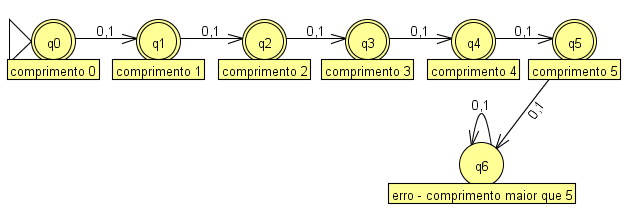 0,1 0,1 0,1 0,1 0,1
q0 q1 q2 q3 q4 q5
comprimento 0 comprimento 1 comprimento 2 comprimento 3 comprimento 4 comprimento 5
0,1 0,1
q6
erro - comprimento maior que 5